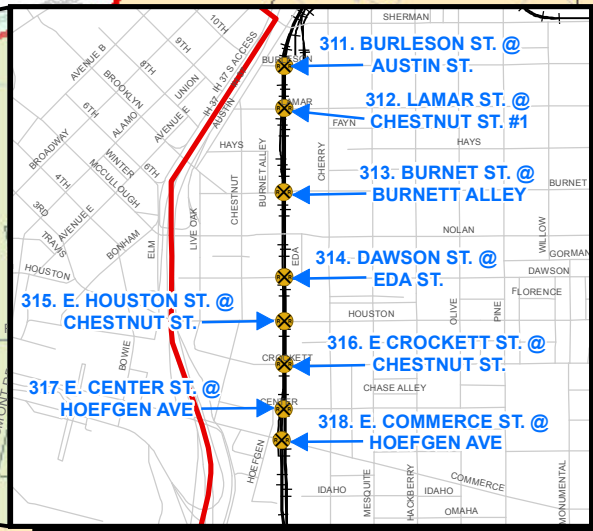 SHERMAN
10TH
9TH
8TH
AVENUE B
BROOKLYN
UNION
6TH
ALAMO
AVENUE E
IH 37
IH 37 S ACCESS
AUSTIN
BROADWAY
WINTER
MCCULLOUGH
6TH
4TH
AVENUE E
3RD
TRAVIS
BONHAM
HOUSTON
ELM
LIVE OAK
BOWIE
HAYS
CHESTNUT
BURNET ALLEY
CHERRY
EDA
311. BURLESON ST. @
AUSTIN ST.
312. LAMAR ST. @
CHESTNUT ST. #1
FAYN
HAYS
313. BURNET ST. @
BURNETT ALLEY
BURNET
NOLAN
WILLOW
GORMAN
314. DAWSON ST. @
EDA ST.
DAWSON
FLORENCE
315. E. HOUSTON ST. @
CHESTNUT ST.
HOUSTON
OLIVE
PINE
316. E CROCKETT ST. @
CHESTNUT ST.
CROCKETT
CHASE ALLEY
317 E. CENTER ST. @
HOEFGEN AVE
CENTER
318. E. COMMERCE ST. @
HOEFGEN AVE
HOEFGEN
COMMERCE
IDAHO
MESQUITE
HACKBERRY
IDAHO
OMAHA
MONUMENTAL